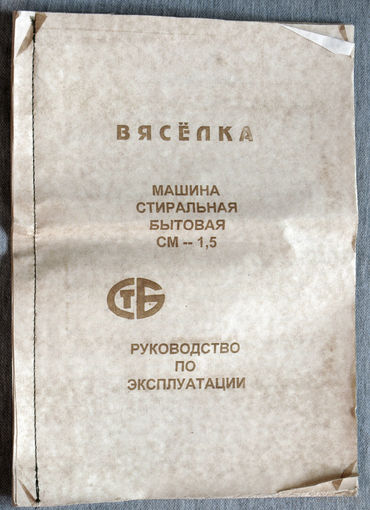 ВЯСЁЛКА
МАШИНА
СТИРАЛЬНАЯ
БЫТОВАЯ
СМ -- 1,5
СТБ
РУКОВОДСТВО
ПО
ЭКСПЛУАТАЦИИ